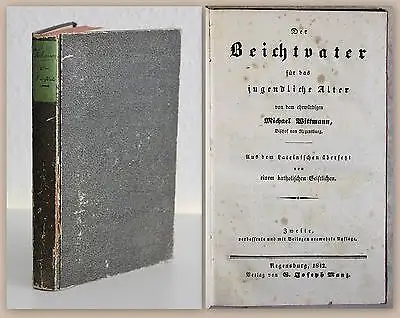 Der
Beichtvater
für das
jugendliche Alter
von dem ehrwürdigen
Michael Wittmann,
Bischof von Regensburg.
Aus dem Lateinischen übersetzt
von
einem katholischen Geistlichen.
Zweite,
verbesserte und mit Beilagen vermehrte Auflage.
Regensburg, 1842.
Verlag von G. Joseph Manz.